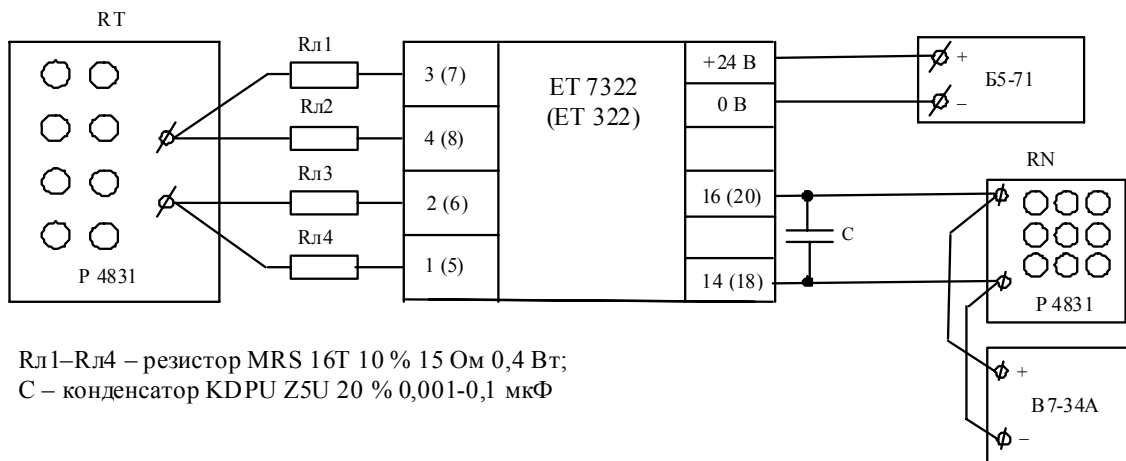 RT
Rл1
Rл2
Rл3
Rл4
Р 4831
3 (7)
4 (8)
2 (6)
1 (5)
ЕТ 7322
(ЕТ 322)
+24 В
0 В
16 (20)
14 (18)
С
+
–
Б5-71
RN
Р 4831
+
–
В7-34А
Rл1–Rл4 – резистор MRS 16T 10 % 15 Ом 0,4 Вт;
С – конденсатор KDPU Z5U 20 % 0,001-0,1 мкФ